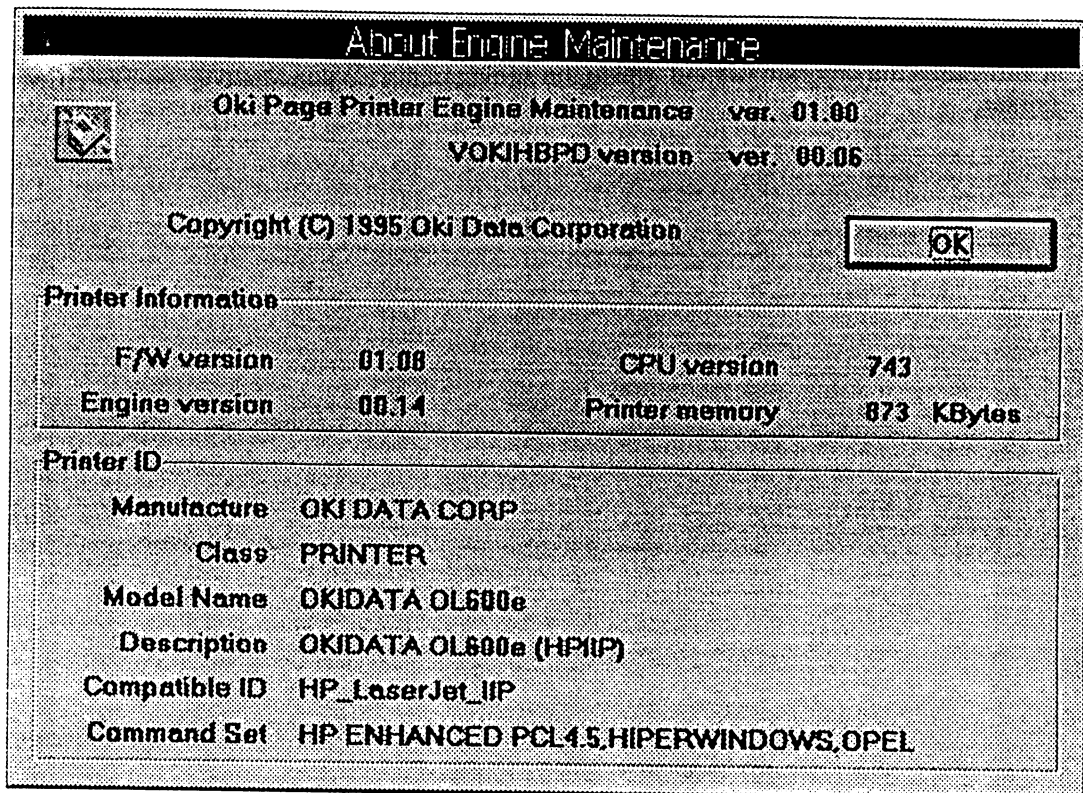 About Engine Maintenance
Oki Page Printer Engine Maintenance ver. 01.00
VOKIHBPD version ver. 00.06
Copyright (C) 1995 Oki Data Corporation
OK
Printer Information
F/W version 01.08 CPU version 743
Engine version 00.14 Printer memory 873 KBytes
Printer ID
Manufacture OKI DATA CORP
Class PRINTER
Model Name OKIDATA OL600e
Description OKIDATA OL600e (HPIIP)
Compatible ID HP_LaserJet_IIP
Command Set HP ENHANCED PCL4.5,HIPERWINDOWS,OPEL